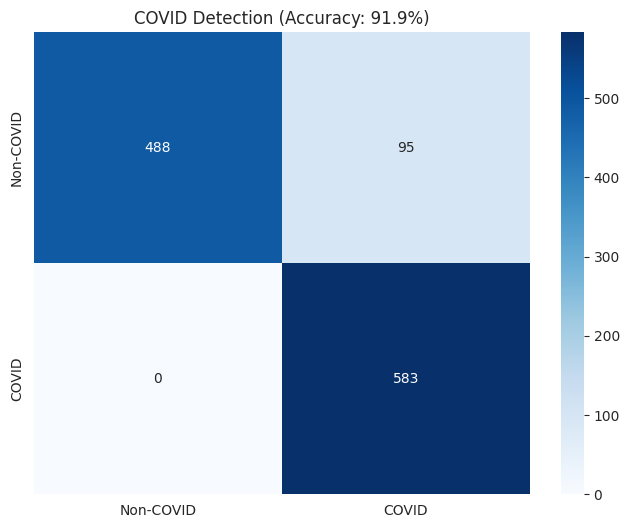 COVID Detection (Accuracy: 91.9%)
Non-COVID
488
95
COVID
0
583
Non-COVID
COVID
500
400
300
200
100
0